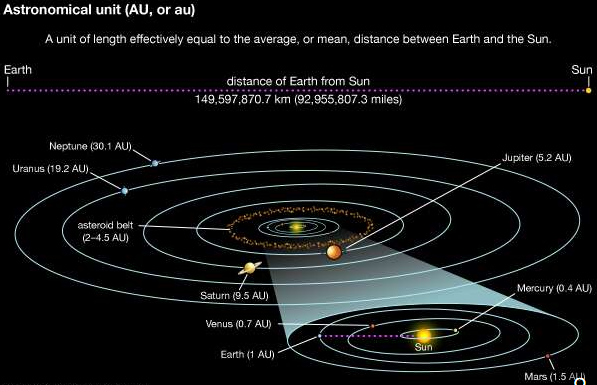 Astronomical unit (AU, or au)
A unit of length effectively equal to the average, or mean, distance between Earth and the Sun.
Earth
Sun
distance of Earth from Sun
149,597,870.7 km (92,955,807.3 miles)
Neptune (30.1 AU)
Jupiter (5.2 AU)
Uranus (19.2 AU)
asteroid belt
(2–4.5 AU)
Saturn (9.5 AU)
Mercury (0.4 AU)
Venus (0.7 AU)
Sun
Earth (1 AU)
Mars (1.5 AU)